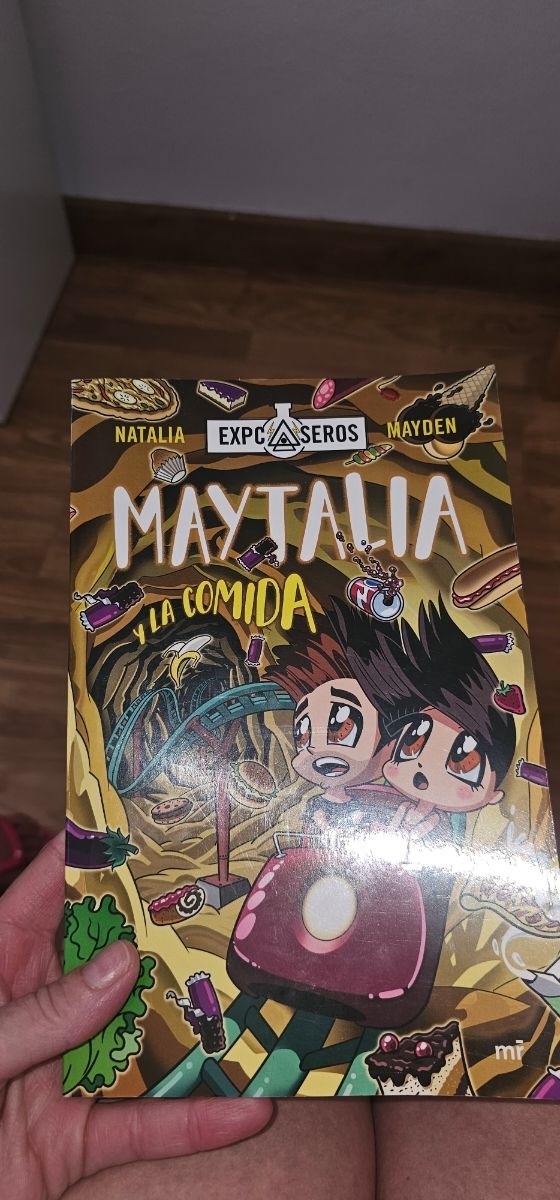 NATALIA
EXPCASEROS
MAYDEN
MAYTALIA
Y LA COMIDA
mr